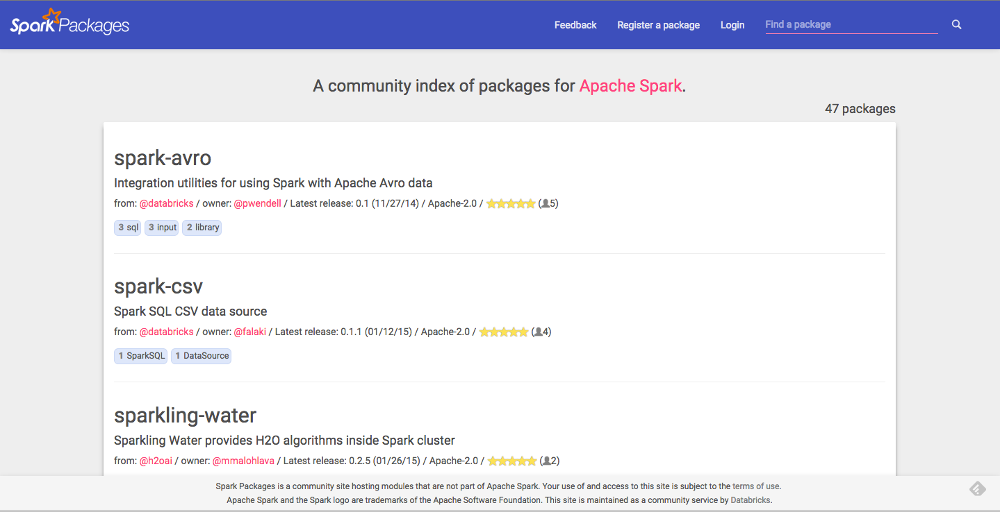 Spark Packages
Feedback Register a package Login Find a package
A community index of packages for Apache Spark.
47 packages
spark-avro
Integration utilities for using Spark with Apache Avro data
from: @databricks / owner: @pwendell / Latest release: 0.1 (11/27/14) / Apache-2.0 / (5)
3 sql 3 input 2 library
spark-csv
Spark SQL CSV data source
from: @databricks / owner: @falaki / Latest release: 0.1.1 (01/12/15) / Apache-2.0 / (4)
1 SparkSQL 1 DataSource
sparkling-water
Sparkling Water provides H2O algorithms inside Spark cluster
from: @h2oai / owner: @mmalohlava / Latest release: 0.2.5 (01/26/15) / Apache-2.0 / (2)
Spark Packages is a community site hosting modules that are not part of Apache Spark. Your use of and access to this site is subject to the terms of use.
Apache Spark and the Spark logo are trademarks of the Apache Software Foundation. This site is maintained as a community service by Databricks.